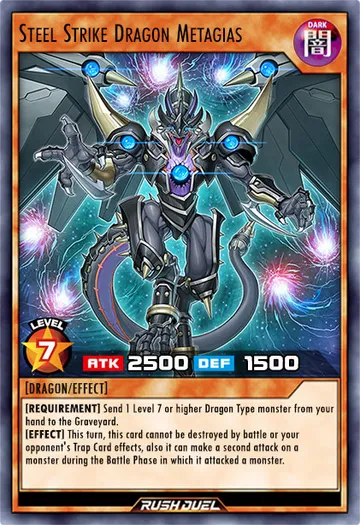 STEEL STRIKE DRAGON METAGIAS
DARK
闇
LEVEL
7
ATK 2500 DEF 1500
[DRAGON/EFFECT]
[REQUIREMENT] Send 1 Level 7 or higher Dragon Type monster from your
hand to the Graveyard.
[EFFECT] This turn, this card cannot be destroyed by battle or your
opponent's Trap Card effects, also it can make a second attack on a
monster during the Battle Phase in which it attacked a monster.
RUSH DUEL